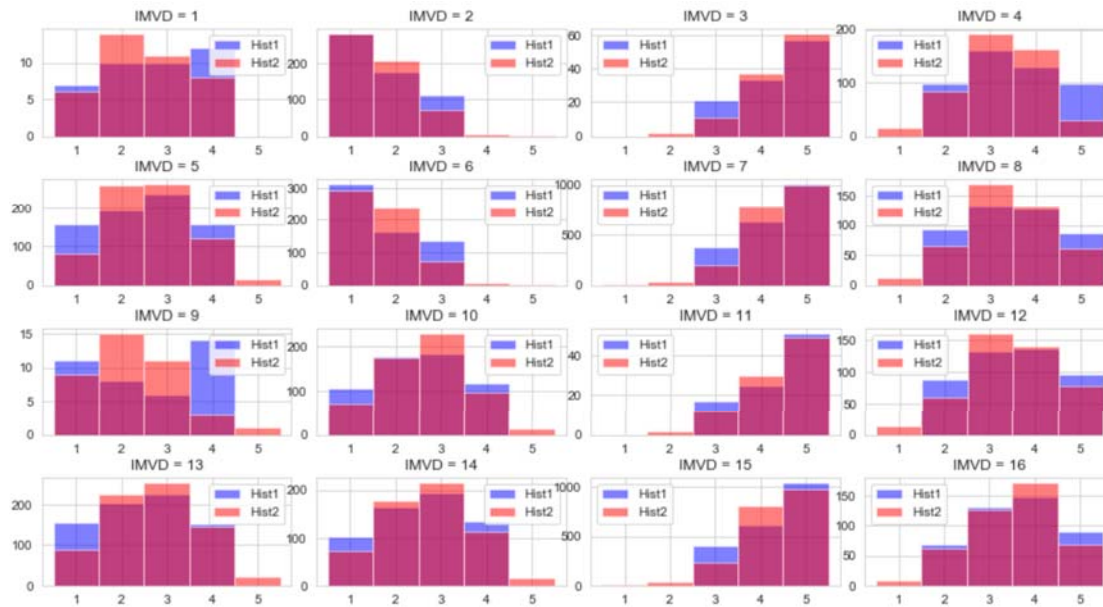 IMVD = 1
15
10
5
0
Hist1
Hist2
1 2 3 4 5
IMVD = 2
200
100
0
Hist1
Hist2
1 2 3 4 5
IMVD = 3
60
40
20
0
Hist1
Hist2
1 2 3 4 5
IMVD = 4
200
100
0
Hist1
Hist2
1 2 3 4 5
IMVD = 5
200
100
0
Hist1
Hist2
1 2 3 4 5
IMVD = 6
300
200
100
0
Hist1
Hist2
1 2 3 4 5
IMVD = 7
1000
500
0
Hist1
Hist2
1 2 3 4 5
IMVD = 8
150
100
50
0
Hist1
Hist2
1 2 3 4 5
IMVD = 9
15
10
5
0
Hist1
Hist2
1 2 3 4 5
IMVD = 10
200
100
0
Hist1
Hist2
1 2 3 4 5
IMVD = 11
40
20
0
Hist1
Hist2
1 2 3 4 5
IMVD = 12
150
100
50
0
Hist1
Hist2
1 2 3 4 5
IMVD = 13
200
100
0
Hist1
Hist2
1 2 3 4 5
IMVD = 14
200
100
0
Hist1
Hist2
1 2 3 4 5
IMVD = 15
1000
500
0
Hist1
Hist2
1 2 3 4 5
IMVD = 16
150
100
50
0
Hist1
Hist2
1 2 3 4 5